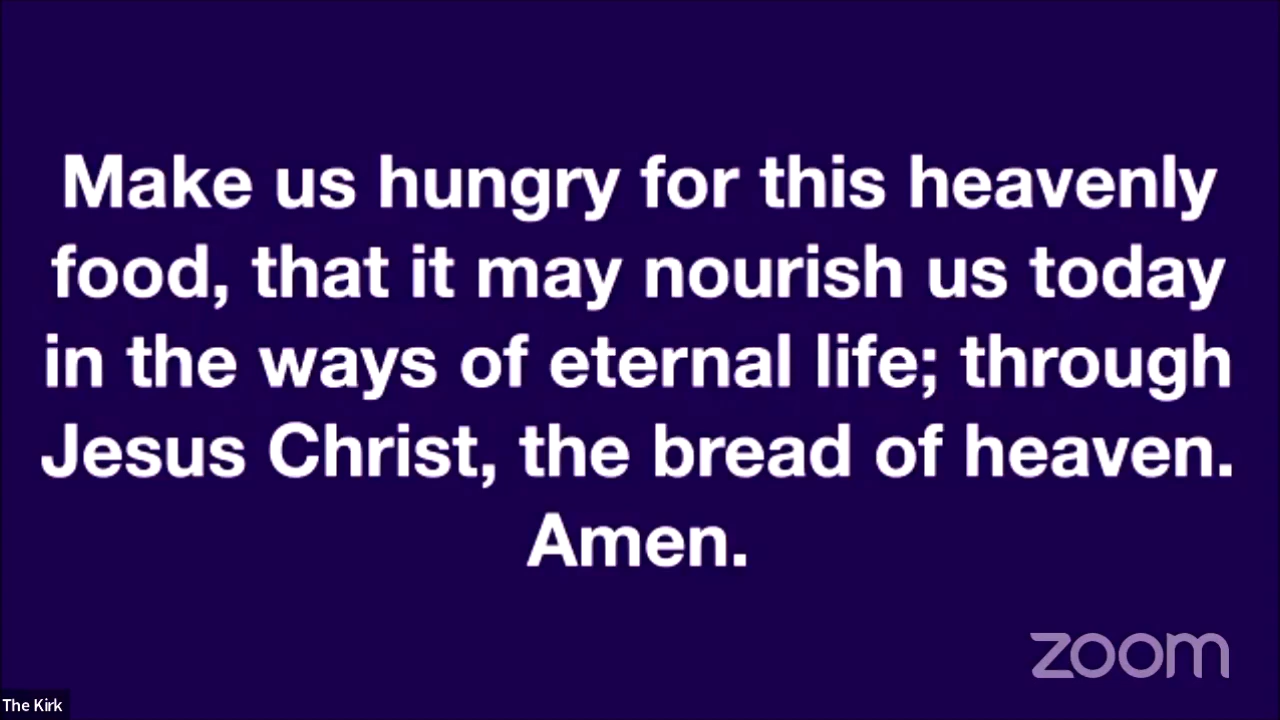 Make us hungry for this heavenly
food, that it may nourish us today
in the ways of eternal life; through
Jesus Christ, the bread of heaven.
Amen.
zoom
The Kirk